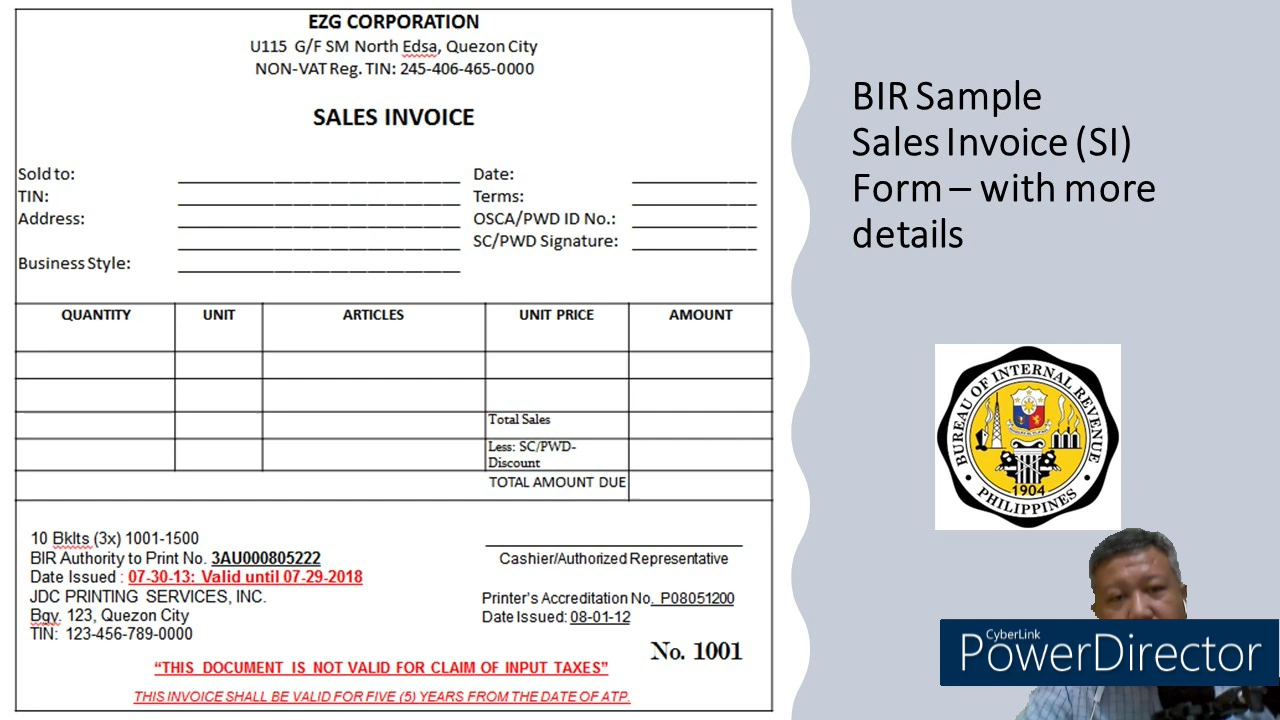 EZG CORPORATION
U115 G/F SM North Edsa, Quezon City
NON-VAT Reg. TIN: 245-406-465-0000
SALES INVOICE
Sold to:
TIN:
Address:
Business Style:
Date:
Terms:
OSCA/PWD ID No.:
SC/PWD Signature:
QUANTITY UNIT ARTICLES UNIT PRICE AMOUNT
Total Sales
Less: SC/PWD-
Discount
TOTAL AMOUNT DUE
10 Bklts (3x) 1001-1500
BIR Authority to Print No. 3AU000805222
Date Issued : 07-30-13: Valid until 07-29-2018
JDC PRINTING SERVICES, INC.
Bgy. 123, Quezon City
TIN: 123-456-789-0000
Cashier/Authorized Representative
Printer's Accreditation No. P08051200
Date Issued: 08-01-12
No. 1001
“THIS DOCUMENT IS NOT VALID FOR CLAIM OF INPUT TAXES”
THIS INVOICE SHALL BE VALID FOR FIVE (5) YEARS FROM THE DATE OF ATP.
BIR Sample
Sales Invoice (SI)
Form – with more
details
BUREAU OF INTERNAL REVENUE
1904
PHILIPPINES
CyberLink
PowerDirector